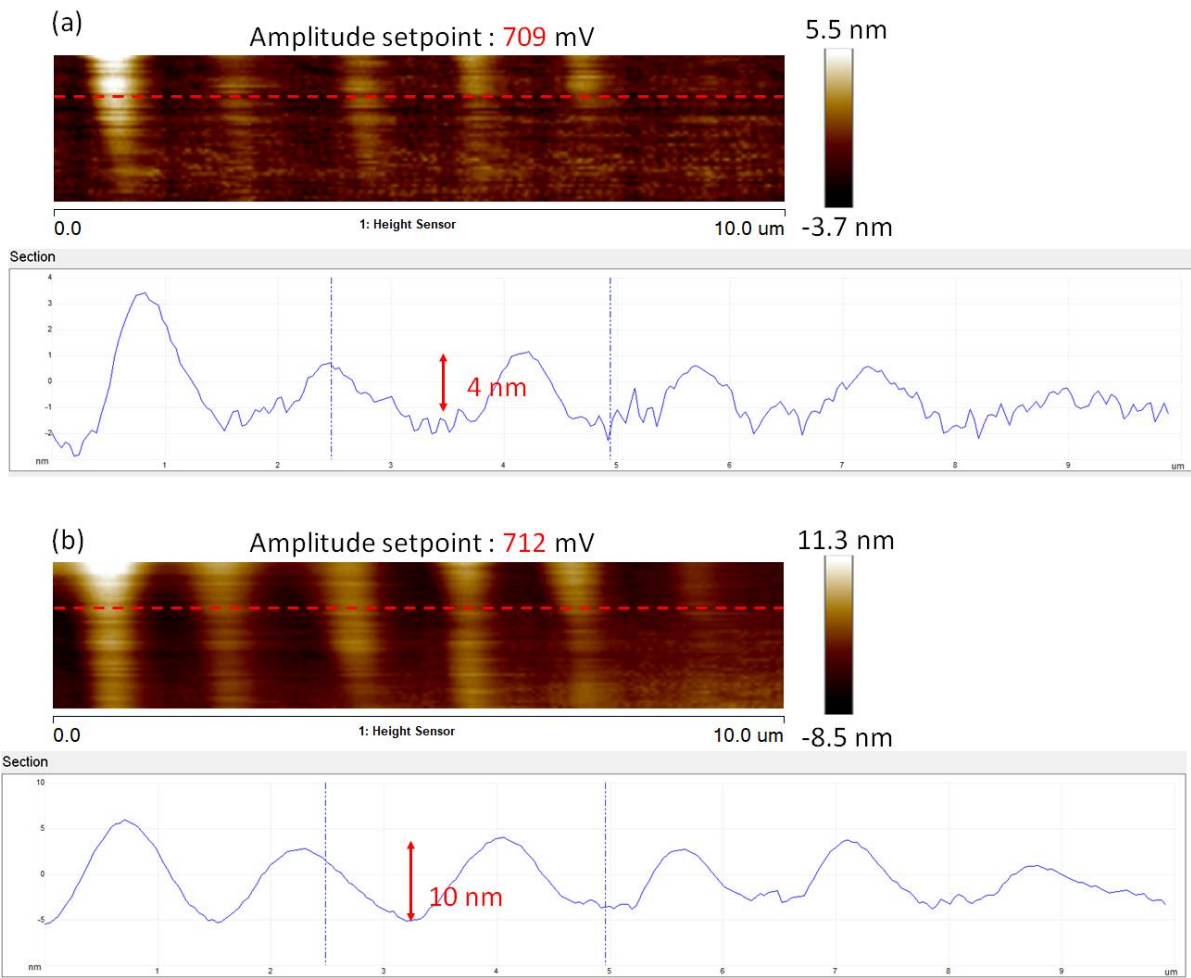 (a)
Amplitude setpoint : 709 mV
5.5 nm
-3.7 nm
0.0
1: Height Sensor
10.0 um
Section
4
3
2
1
0
-1
-2
nm
4 nm
1
2
3
4
5
6
7
8
9
um
(b)
Amplitude setpoint : 712 mV
11.3 nm
-8.5 nm
0.0
1: Height Sensor
10.0 um
Section
10
5
0
-5
nm
10 nm
1
2
3
4
5
6
7
8
9
um